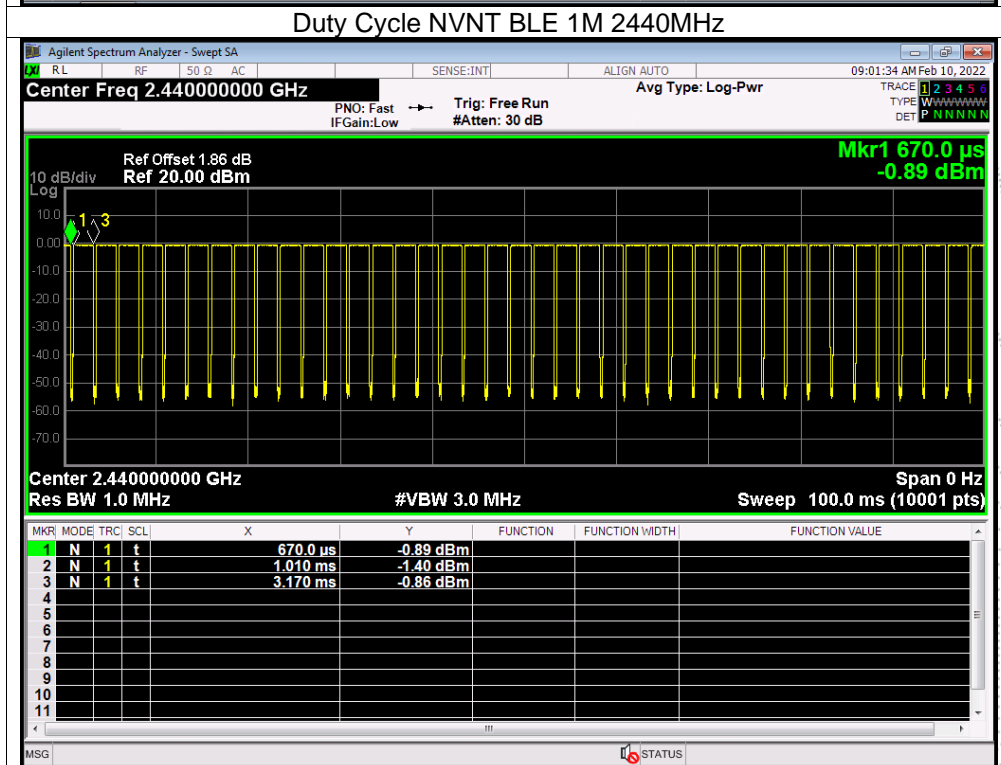 Duty Cycle NVNT BLE 1M 2440MHz
Agilent Spectrum Analyzer - Swept SA
LXI RL RF 50 Ω AC SENSE:INT ALIGN AUTO 09:01:34 AM Feb 10, 2022
Center Freq 2.440000000 GHz Avg Type: Log-Pwr TRACE 1 2 3 4 5 6
PNO: Fast Trig: Free Run TYPE WWWWWW
IFGain:Low #Atten: 30 dB DET P N N N N N
Mkr1 670.0 µs
Ref Offset 1.86 dB
10 dB/div Ref 20.00 dBm -0.89 dBm
Log
10.0
1 3
0.00
-10.0
-20.0
-30.0
-40.0
-50.0
-60.0
-70.0
Center 2.440000000 GHz Span 0 Hz
Res BW 1.0 MHz #VBW 3.0 MHz Sweep 100.0 ms (10001 pts)
MKR MODE TRC SCL X Y FUNCTION FUNCTION WIDTH FUNCTION VALUE
1 N 1 t 670.0 µs -0.89 dBm
2 N 1 t 1.010 ms -1.40 dBm
3 N 1 t 3.170 ms -0.86 dBm
4
5
6
7
8
9
10
11
MSG STATUS